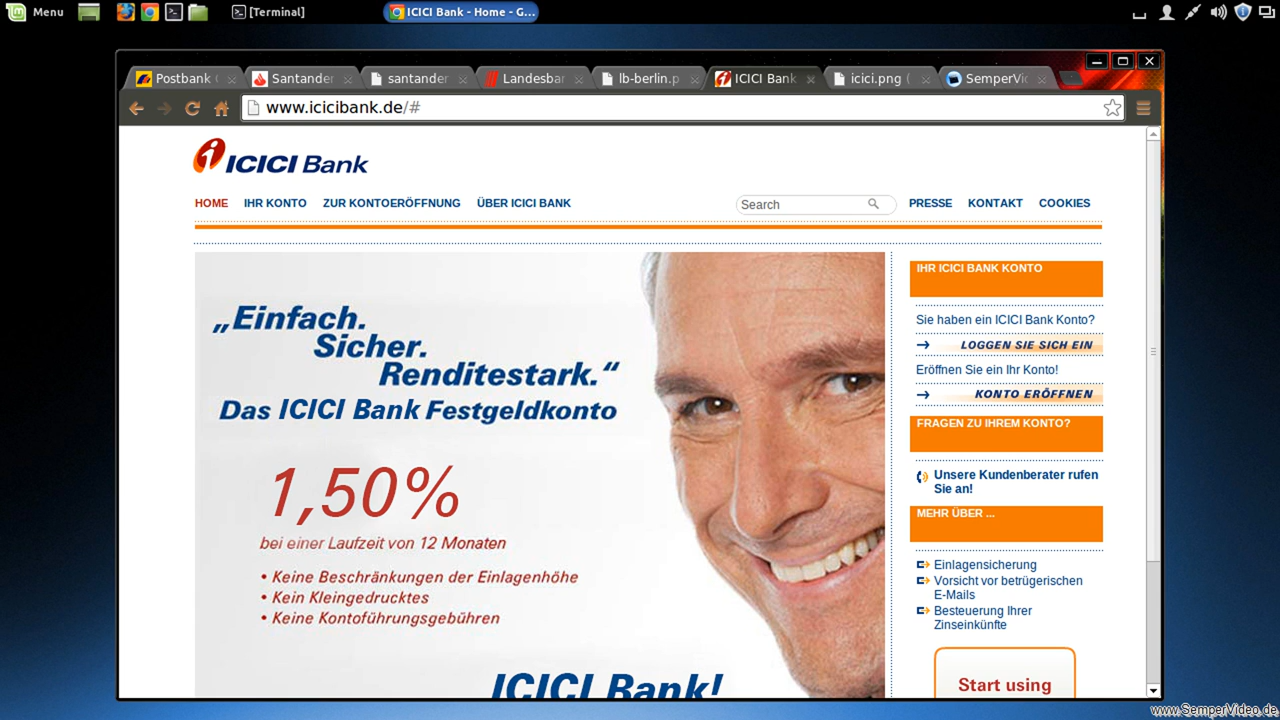 Menu
[Terminal]
ICICI Bank - Home - G...
Postbank
Santander
santander
Landesban
lb-berlin.p
ICICI Bank
icici.png (
SemperVid
www.icicibank.de/#
ICICI Bank
HOME IHR KONTO ZUR KONTOERÖFFNUNG ÜBER ICICI BANK
Search
PRESSE KONTAKT COOKIES
„Einfach.
Sicher.
Renditestark.“
Das ICICI Bank Festgeldkonto
1,50%
bei einer Laufzeit von 12 Monaten
• Keine Beschränkungen der Einlagenhöhe
• Kein Kleingedrucktes
• Keine Kontoführungsgebühren
ICICI Bank!
IHR ICICI BANK KONTO
Sie haben ein ICICI Bank Konto?
LOGGEN SIE SICH EIN
Eröffnen Sie ein Ihr Konto!
KONTO ERÖFFNEN
FRAGEN ZU IHREM KONTO?
Unsere Kundenberater rufen
Sie an!
MEHR ÜBER ...
Einlagensicherung
Vorsicht vor betrügerischen
E-Mails
Besteuerung Ihrer
Zinseinkünfte
Start using
www.SemperVideo.de